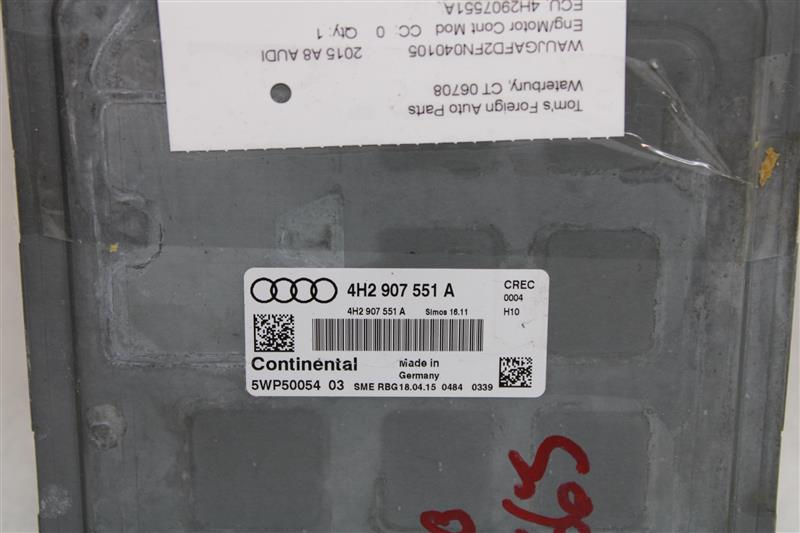 Tom's Foreign Auto Parts
Waterbury, CT 06708
WAUJGAFD2FN040105 2015 A8 AUDI
Eng/Motor Cont Mod CC: 0 Qty: 1
ECU, 4H2907551A,
4H2 907 551 A
CREC
0004
4H2 907 551 A Simos 16.11
H10
Continental
Made in
Germany
5WP50054 03 SME RBG18.04.15 0484 0339